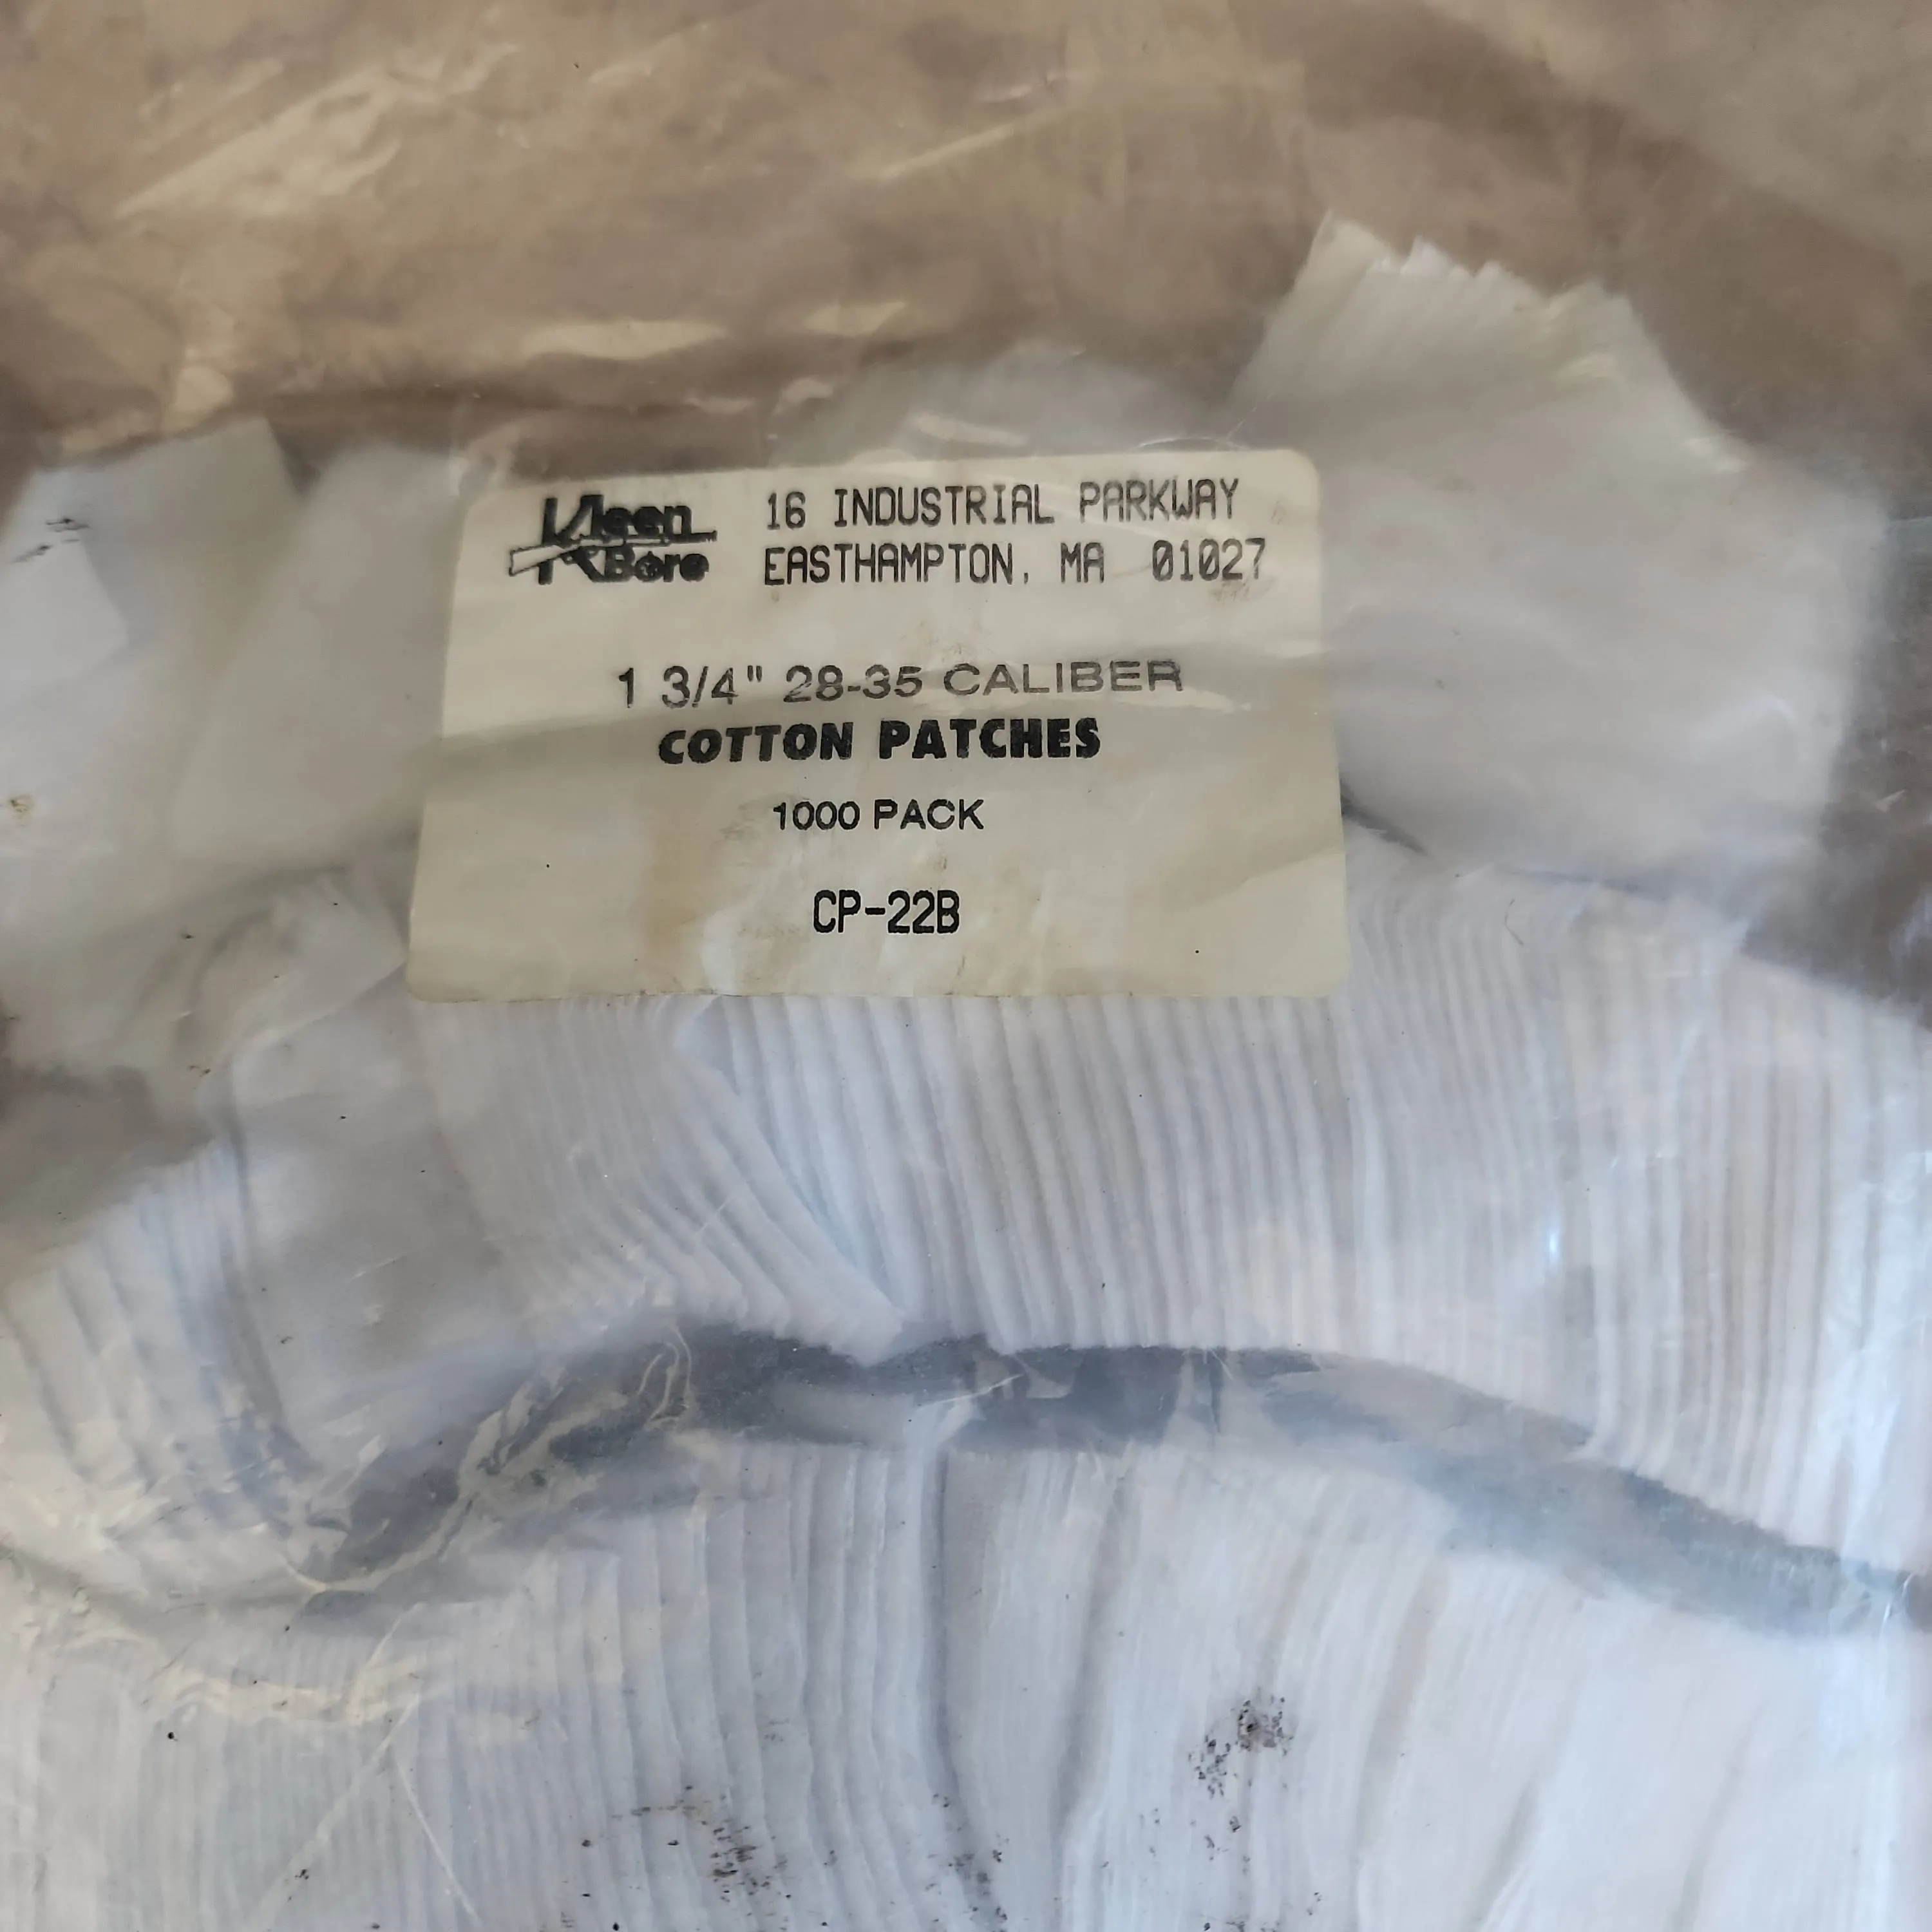 Kleen
Bore
16 INDUSTRIAL PARKWAY
EASTHAMPTON, MA 01027
1 3/4" 28-35 CALIBER
COTTON PATCHES
1000 PACK
CP-22B